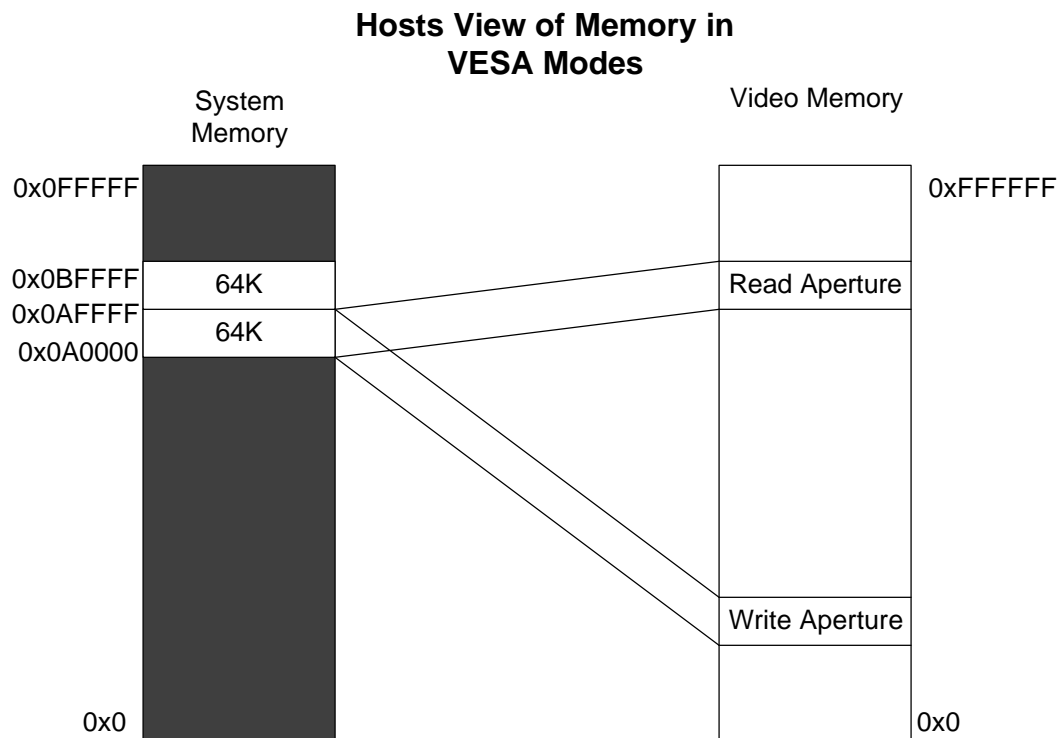 Hosts View of Memory in
VESA Modes
System
Memory
Video Memory
0x0FFFFF
0xFFFFFF
0x0BFFFF
64K
Read Aperture
0x0AFFFF
64K
0x0A0000
Write Aperture
0x0
0x0